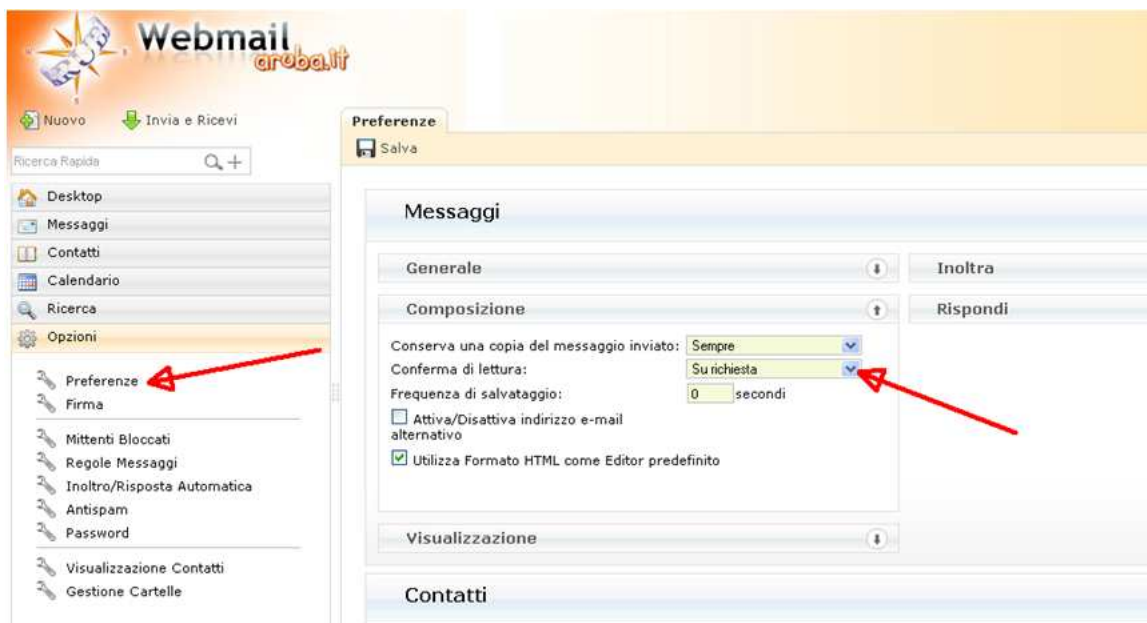 Webmail
aruba.it
Nuovo
Invia e Ricevi
Ricerca Rapida
Desktop
Messaggi
Contatti
Calendario
Ricerca
Opzioni
Preferenze
Firma
Mittenti Bloccati
Regole Messaggi
Inoltro/Risposta Automatica
Antispam
Password
Visualizzazione Contatti
Gestione Cartelle
Preferenze
Salva
Messaggi
Generale
Composizione
Conserva una copia del messaggio inviato: Sempre
Conferma di lettura: Su richiesta
Frequenza di salvataggio: 0 secondi
Attiva/Disattiva indirizzo e-mail
alternativo
Utilizza Formato HTML come Editor predefinito
Visualizzazione
Inoltra
Rispondi
Contatti